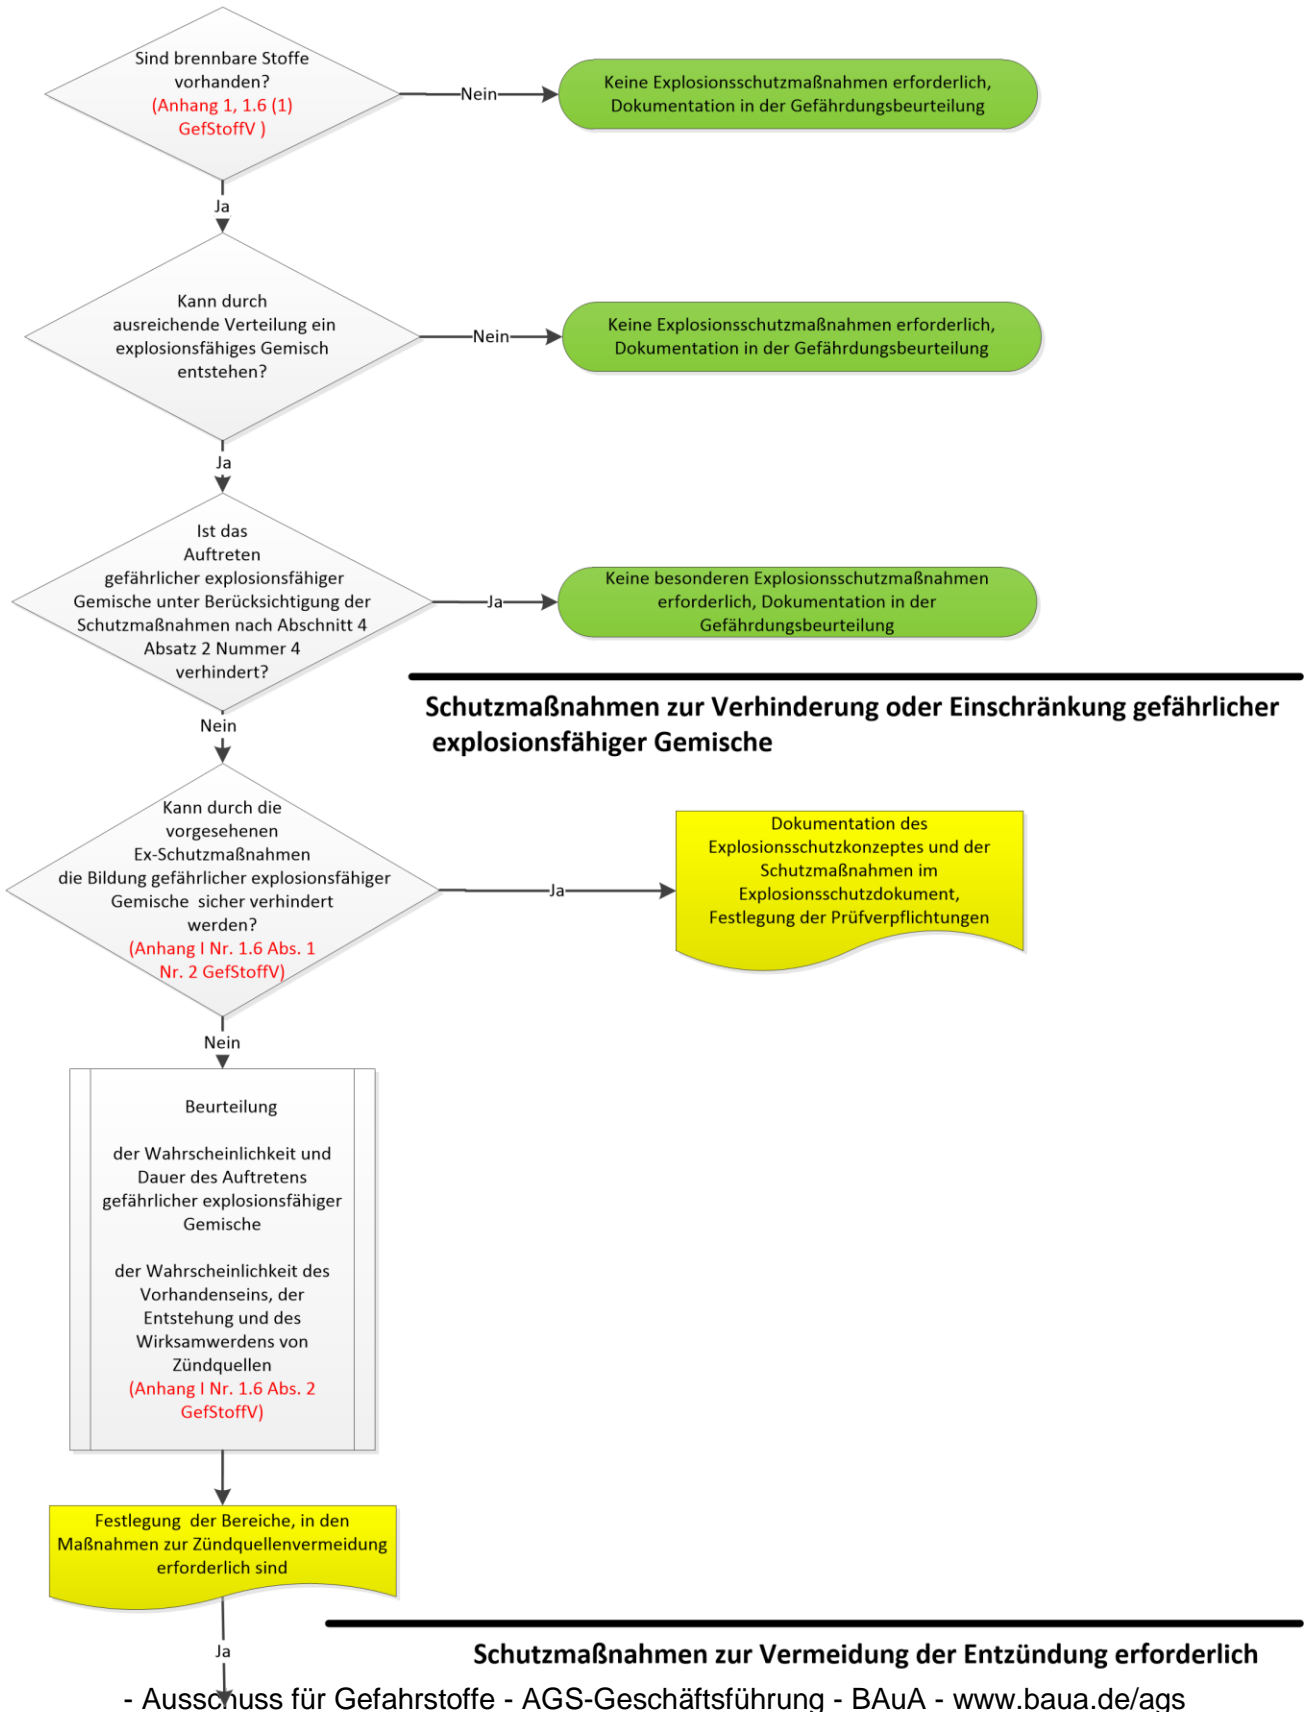 Sind brennbare Stoffe
vorhanden?
(Anhang 1, 1.6 (1)
GefStoffV )
Nein
Keine Explosionsschutzmaßnahmen erforderlich,
Dokumentation in der Gefährdungsbeurteilung
Ja
Kann durch
ausreichende Verteilung ein
explosionsfähiges Gemisch
entstehen?
Nein
Keine Explosionsschutzmaßnahmen erforderlich,
Dokumentation in der Gefährdungsbeurteilung
Ja
Ist das
Auftreten
gefährlicher explosionsfähiger
Gemische unter Berücksichtigung der
Schutzmaßnahmen nach Abschnitt 4
Absatz 2 Nummer 4
verhindert?
Ja
Keine besonderen Explosionsschutzmaßnahmen
erforderlich, Dokumentation in der
Gefährdungsbeurteilung
Schutzmaßnahmen zur Verhinderung oder Einschränkung gefährlicher
explosionsfähiger Gemische
Nein
Kann durch die
vorgesehenen
Ex-Schutzmaßnahmen
die Bildung gefährlicher explosionsfähiger
Gemische sicher verhindert
werden?
(Anhang I Nr. 1.6 Abs. 1
Nr. 2 GefStoffV)
Ja
Dokumentation des
Explosionsschutzkonzeptes und der
Schutzmaßnahmen im
Explosionsschutzdokument,
Festlegung der Prüfverpflichtungen
Nein
Beurteilung
der Wahrscheinlichkeit und
Dauer des Auftretens
gefährlicher explosionsfähiger
Gemische
der Wahrscheinlichkeit des
Vorhandenseins, der
Entstehung und des
Wirksamwerdens von
Zündquellen
(Anhang I Nr. 1.6 Abs. 2
GefStoffV)
Festlegung der Bereiche, in den
Maßnahmen zur Zündquellenvermeidung
erforderlich sind
Ja
Schutzmaßnahmen zur Vermeidung der Entzündung erforderlich
- Ausschuss für Gefahrstoffe - AGS-Geschäftsführung - BAuA - www.baua.de/ags